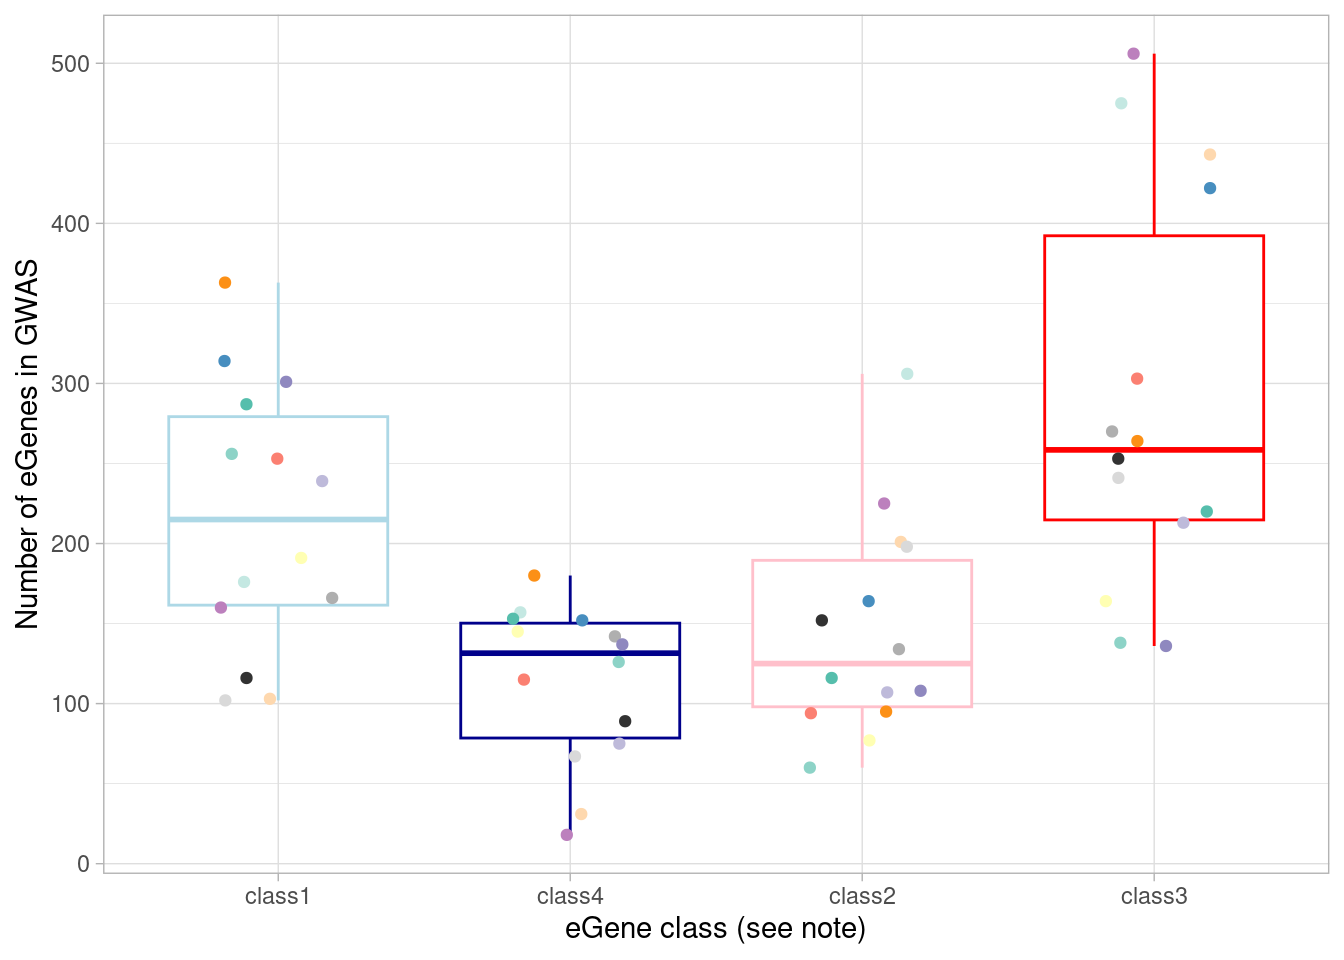 Number of eGenes in GWAS
500
400
300
200
100
0
class1
class4
class2
class3
eGene class (see note)